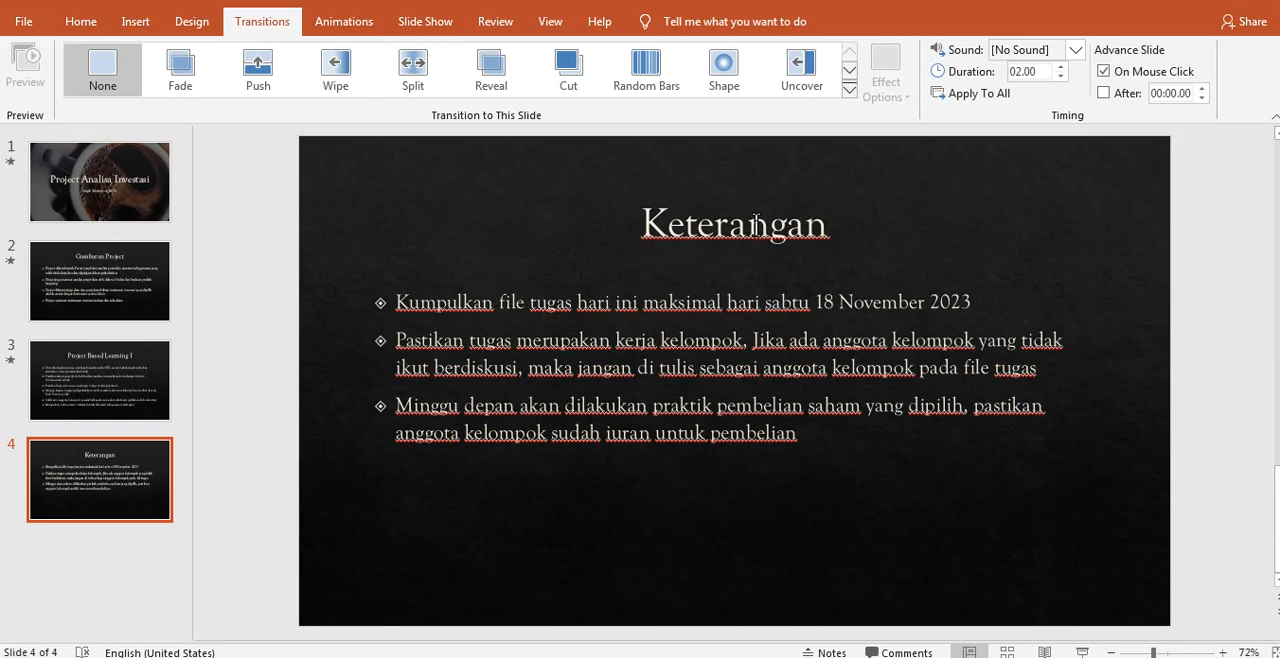 File Home Insert Design Transitions Animations Slide Show Review View Help Tell me what you want to do Share
Preview None Fade Push Wipe Split Reveal Cut Random Bars Shape Uncover Effect Options
Sound: [No Sound] Advance Slide
Duration: 02.00 On Mouse Click
Apply To All After: 00:00.00
Preview Transition to This Slide Timing
1
Project Analisa Investasi
2
Gambaran Project
3
Project Based Learning I
4
Keterangan
Keterangan
Kumpulkan file tugas hari ini maksimal hari sabtu 18 November 2023
Pastikan tugas merupakan kerja kelompok, Jika ada anggota kelompok yang tidak
ikut berdiskusi, maka jangan di tulis sebagai anggota kelompok pada file tugas
Minggu depan akan dilakukan praktik pembelian saham yang dipilih, pastikan
anggota kelompok sudah iuran untuk pembelian
Slide 4 of 4 English (United States) Notes Comments 72%